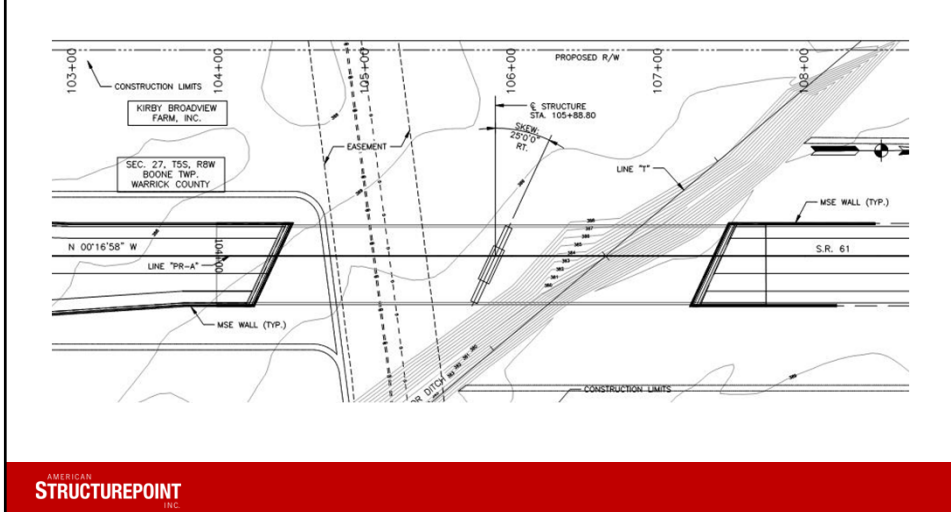 103+00
104+00
105+00
106+00
107+00
108+00
PROPOSED R/W
CONSTRUCTION LIMITS
KIRBY BROADVIEW
FARM, INC.
℄ STRUCTURE
STA. 105+88.80
SKEW:
25°0'0"
RT.
EASEMENT
SEC. 27, T5S, R8W
BOONE TWP.
WARRICK COUNTY
LINE "T"
MSE WALL (TYP.)
N 00°16'58" W
104+00
LINE "PR-A"
S.R. 61
MSE WALL (TYP.)
CONSTRUCTION LIMITS
AMERICAN
STRUCTUREPOINT
INC.